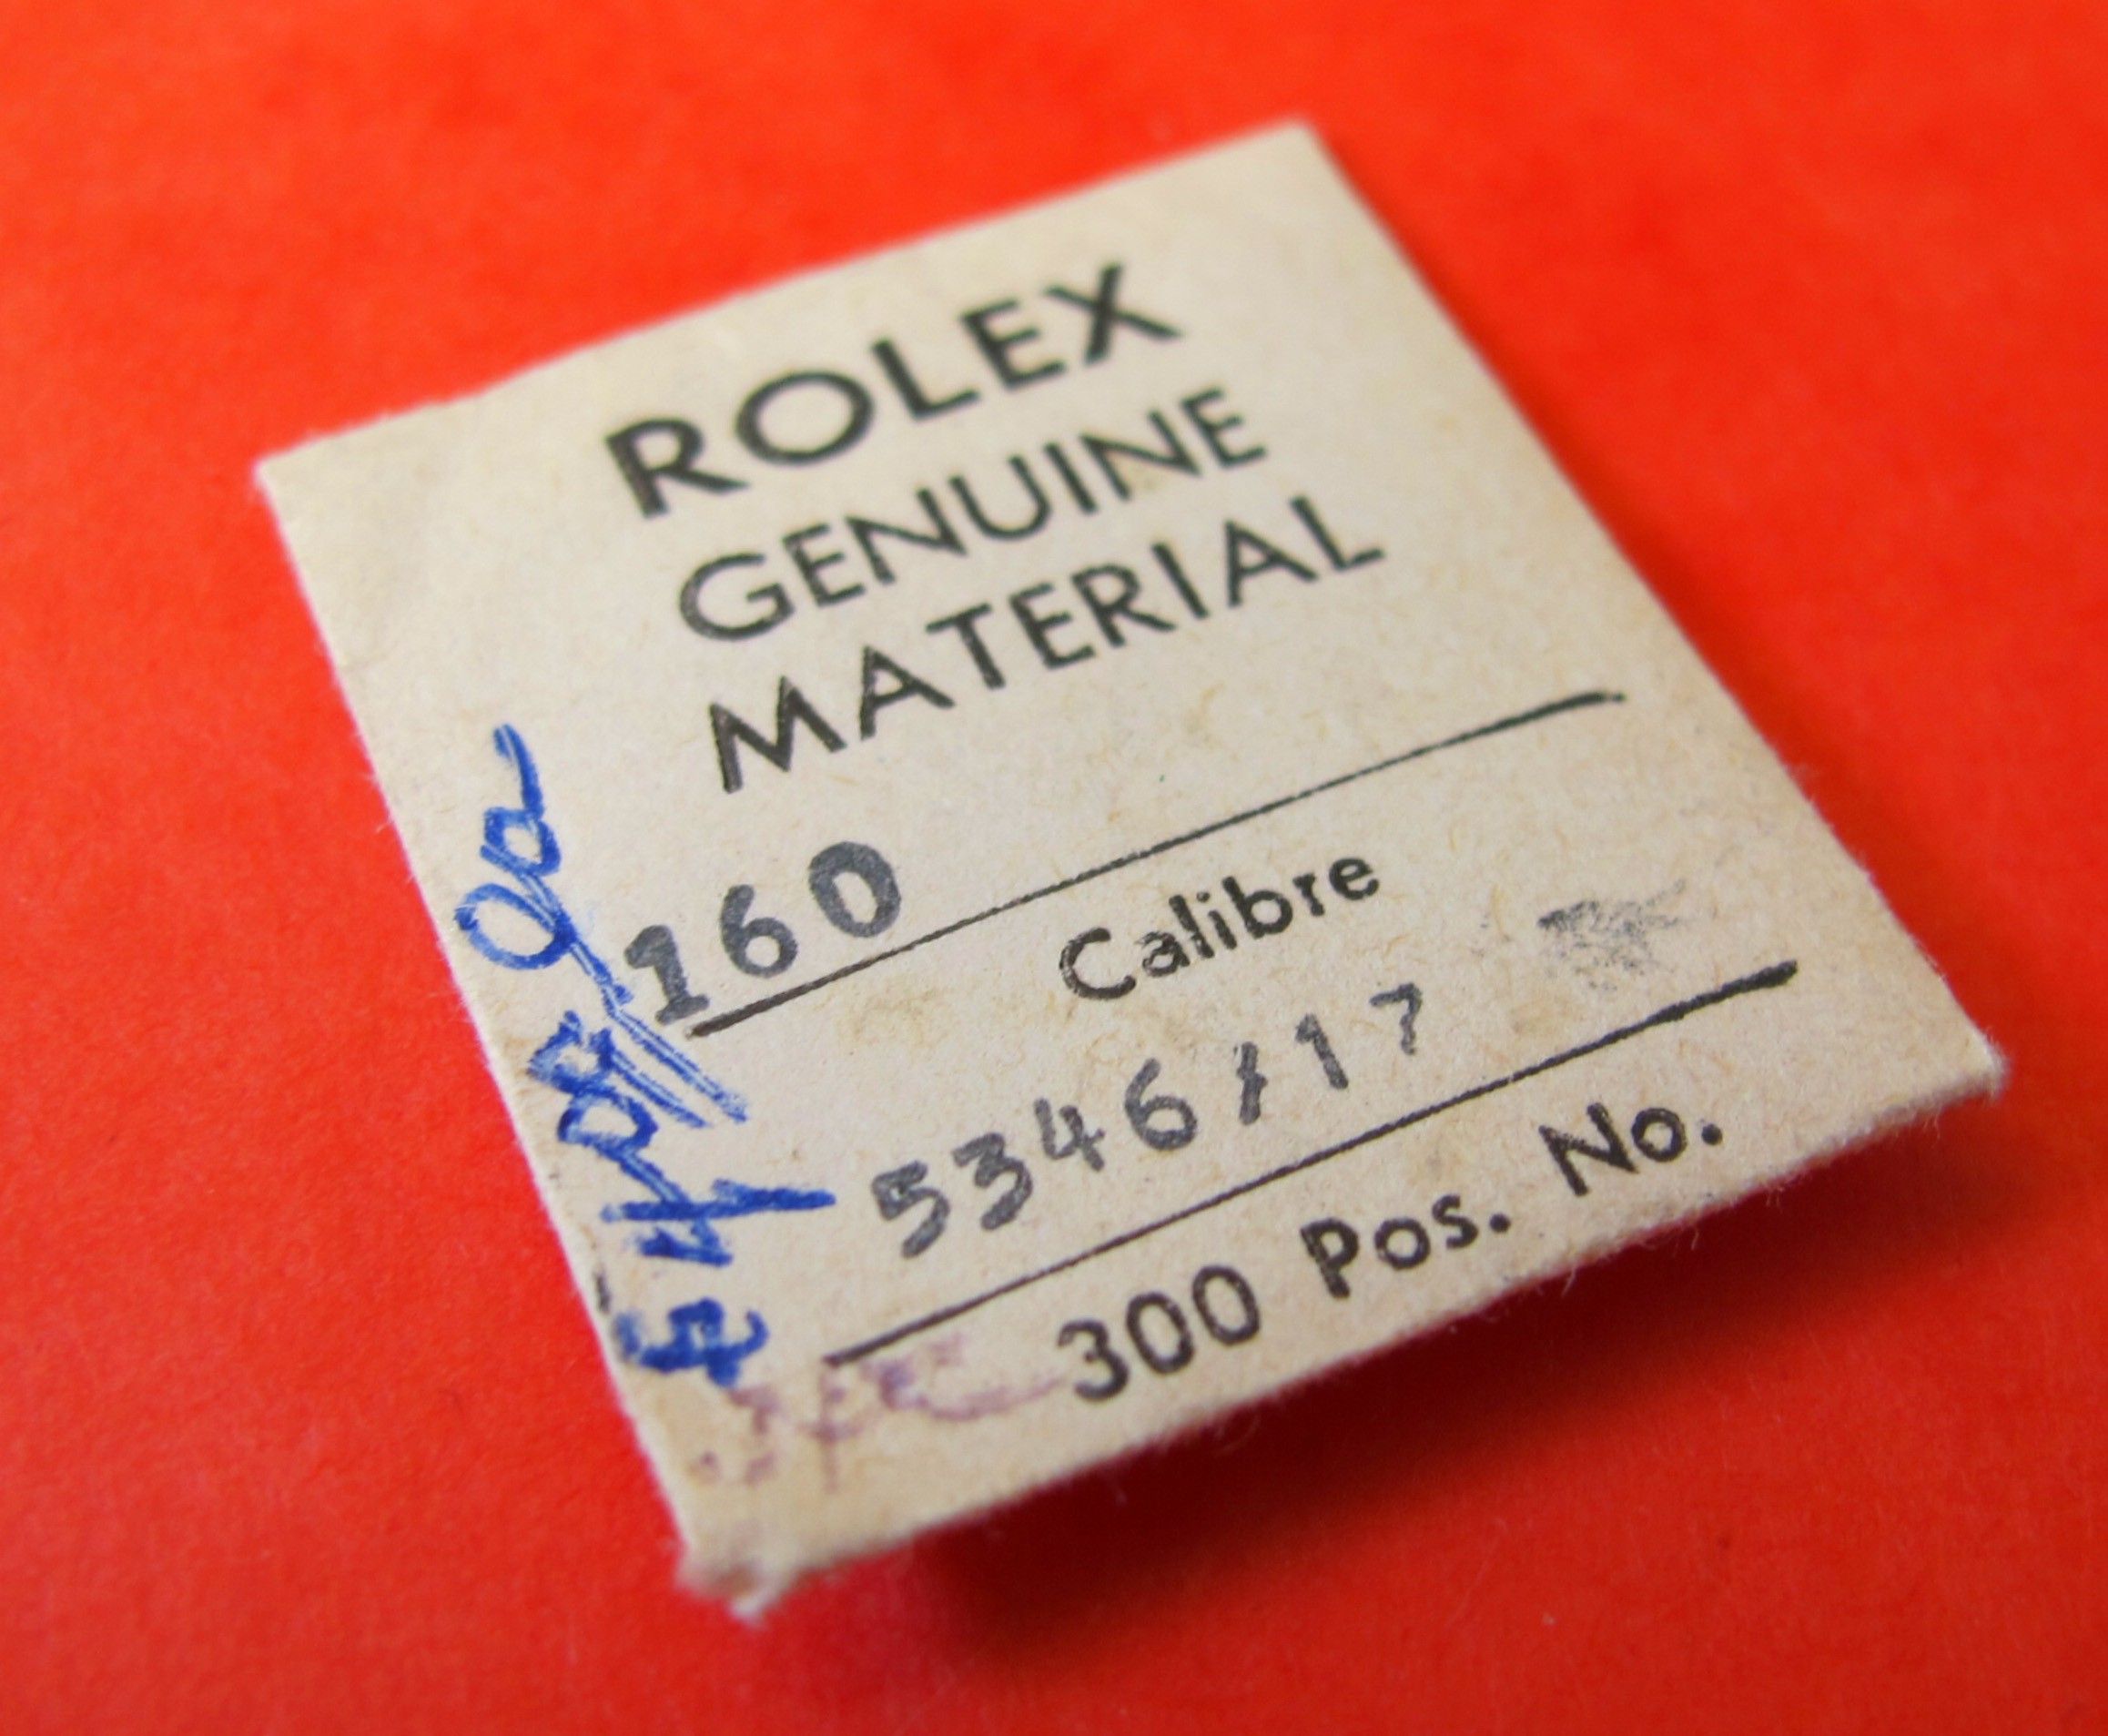 ROLEX
GENUINE
MATERIAL
160
Calibre
5346/17
300 Pos. No.